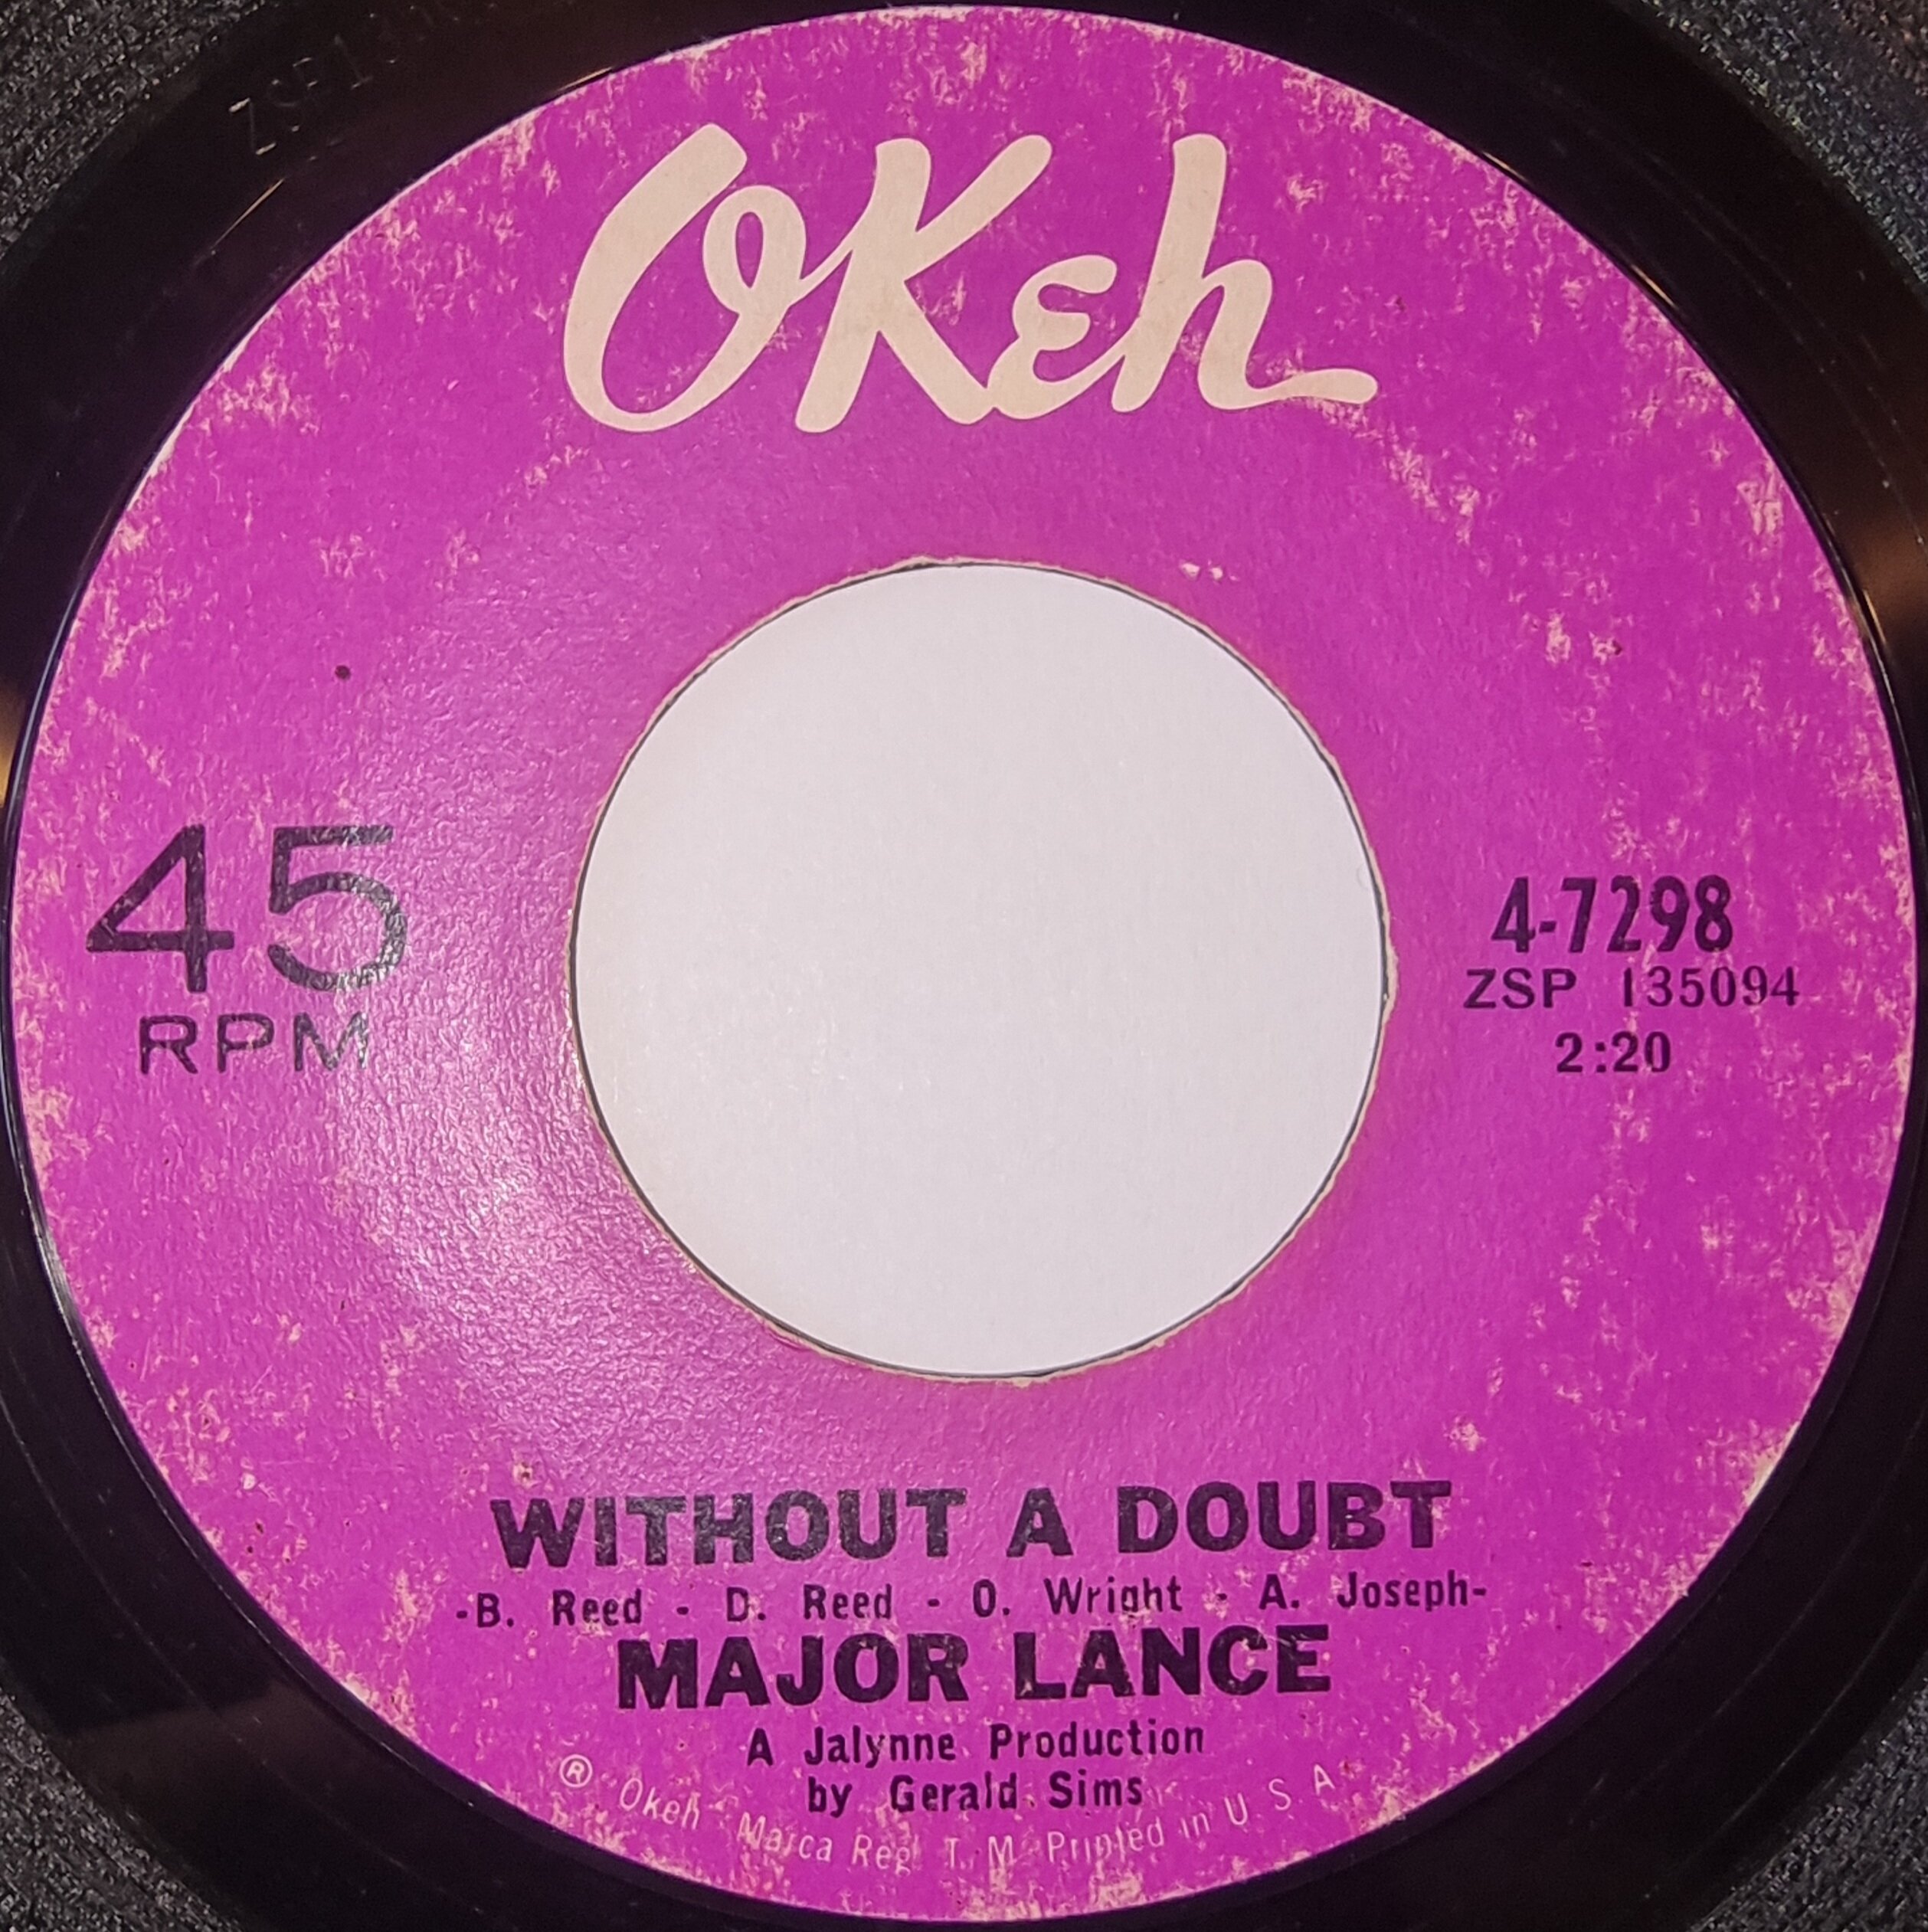 OKeh
45
RPM
4-7298
ZSP 135094
2:20
WITHOUT A DOUBT
-B. Reed - D. Reed - O. Wright - A. Joseph-
MAJOR LANCE
A Jalynne Production
by Gerald Sims
® Okeh Marca Reg. T. M. Printed in U. S. A.